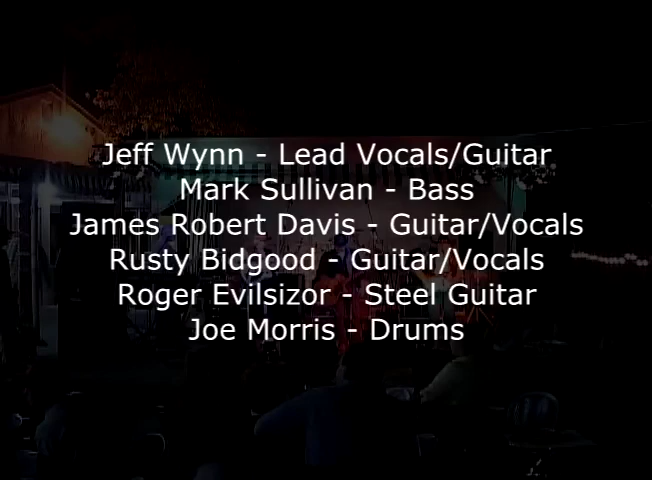 Jeff Wynn - Lead Vocals/Guitar
Mark Sullivan - Bass
James Robert Davis - Guitar/Vocals
Rusty Bidgood - Guitar/Vocals
Roger Evilsizor - Steel Guitar
Joe Morris - Drums